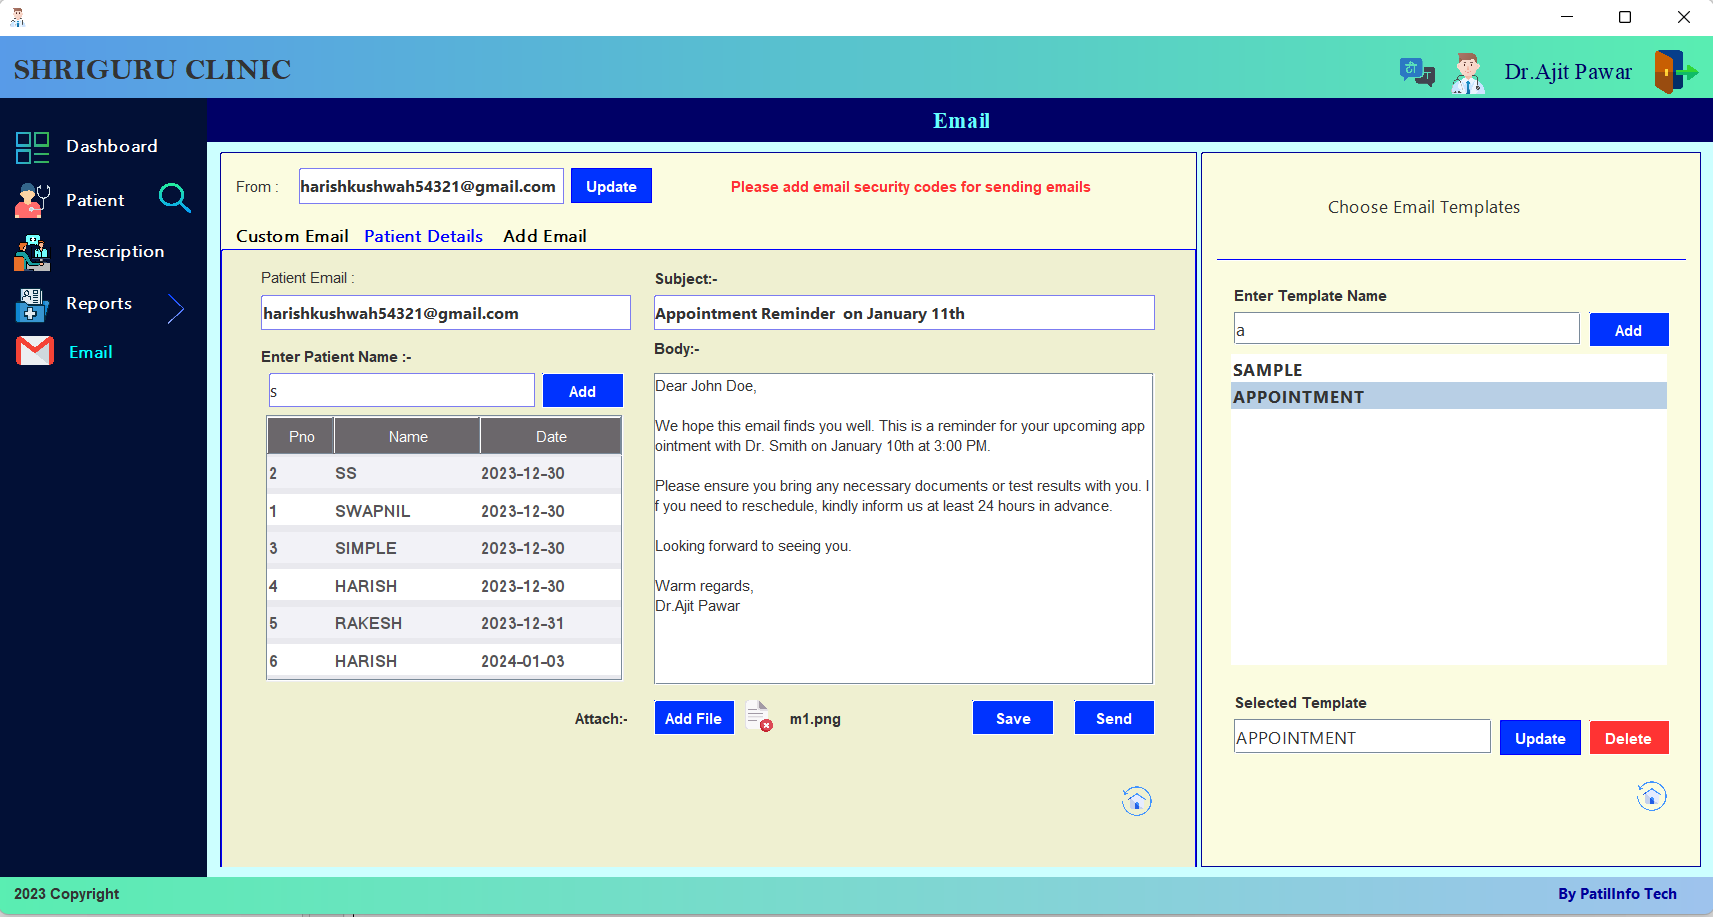 SHRIGURU CLINIC
Dr.Ajit Pawar
Dashboard
Patient
Prescription
Reports
Email
Email
From :
harishkushwah54321@gmail.com
Update
Please add email security codes for sending emails
Custom Email
Patient Details
Add Email
Patient Email :
harishkushwah54321@gmail.com
Enter Patient Name :-
s
Add
Pno Name Date
2 SS 2023-12-30
1 SWAPNIL 2023-12-30
3 SIMPLE 2023-12-30
4 HARISH 2023-12-30
5 RAKESH 2023-12-31
6 HARISH 2024-01-03
Subject:-
Appointment Reminder  on January 11th
Body:-
Dear John Doe,
We hope this email finds you well. This is a reminder for your upcoming app
ointment with Dr. Smith on January 10th at 3:00 PM.
Please ensure you bring any necessary documents or test results with you. I
f you need to reschedule, kindly inform us at least 24 hours in advance.
Looking forward to seeing you.
Warm regards,
Dr.Ajit Pawar
Attach:-
Add File
m1.png
Save
Send
Choose Email Templates
Enter Template Name
a
Add
SAMPLE
APPOINTMENT
Selected Template
APPOINTMENT
Update
Delete
2023 Copyright
By PatilInfo Tech